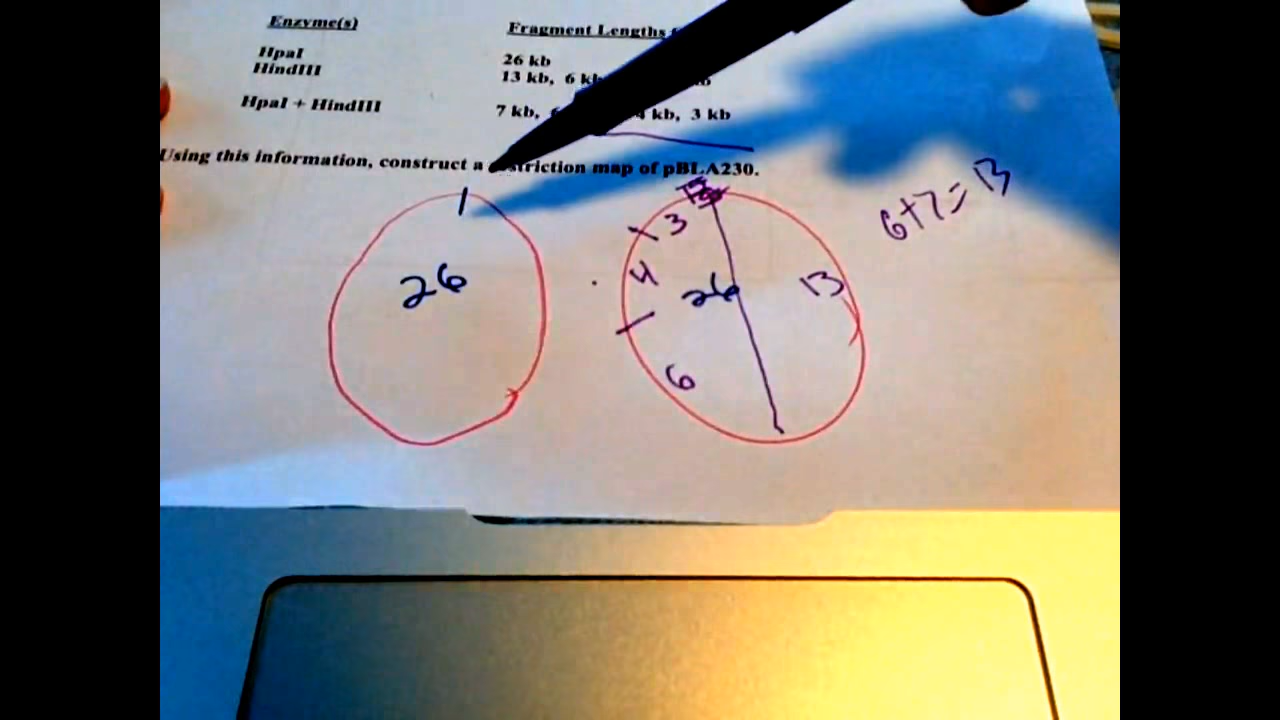 Enzyme(s) Fragment Lengths
HpaI 26 kb
HindIII 13 kb, 6 kb
HpaI + HindIII 7 kb, 4 kb, 3 kb
Using this information, construct a restriction map of pBLA230.
6+7=13
3
4
26
26
13
6